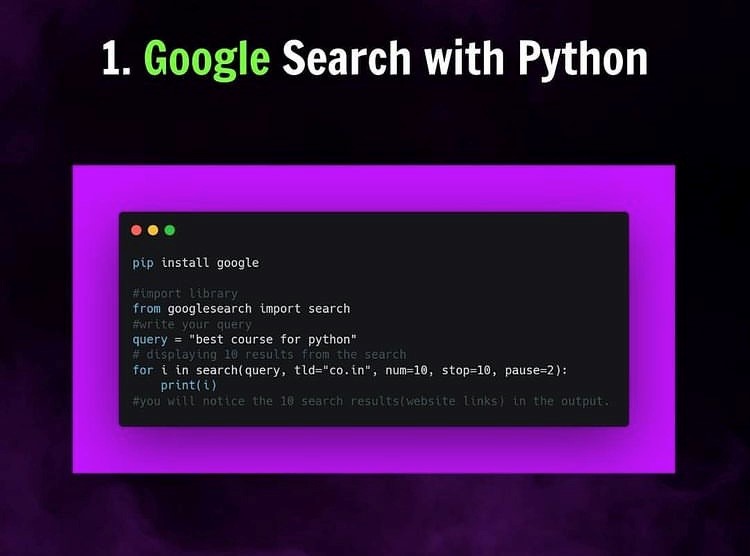 1. Google Search with Python
pip install google
#import library
from googlesearch import search
#write your query
query = "best course for python"
# displaying 10 results from the search
for i in search(query, tld="co.in", num=10, stop=10, pause=2):
    print(i)
#you will notice the 10 search results(website links) in the output.